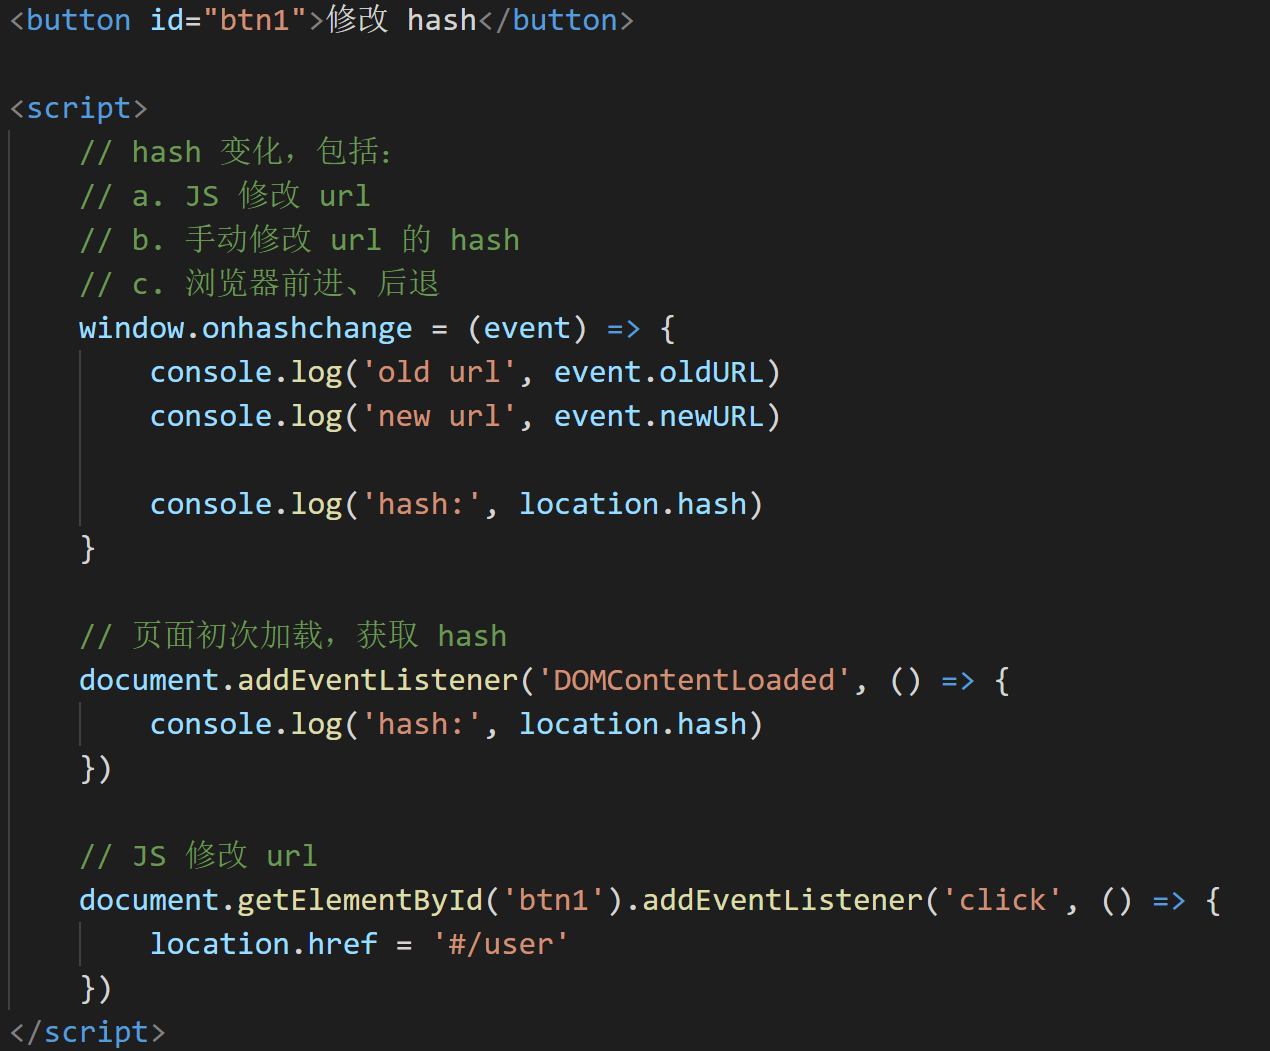 <button id="btn1">修改 hash</button>
<script>
// hash 变化，包括：
// a. JS 修改 url
// b. 手动修改 url 的 hash
// c. 浏览器前进、后退
window.onhashchange = (event) => {
console.log('old url', event.oldURL)
console.log('new url', event.newURL)
console.log('hash:', location.hash)
}
// 页面初次加载，获取 hash
document.addEventListener('DOMContentLoaded', () => {
console.log('hash:', location.hash)
})
// JS 修改 url
document.getElementById('btn1').addEventListener('click', () => {
location.href = '#/user'
})
</script>